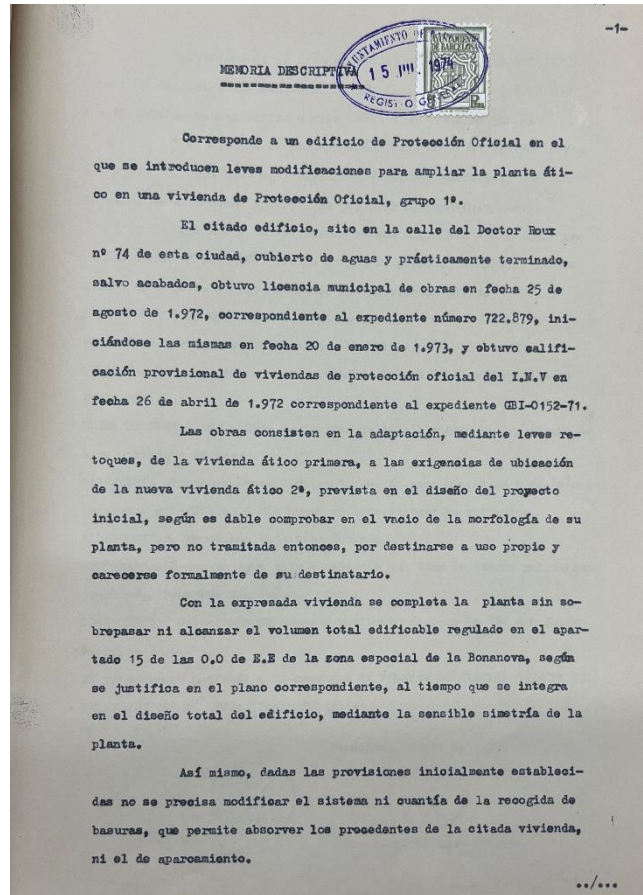 -1-
AYUNTAMIENTO DE
AYUNTAMIENTO
DE BARCELONA
15 JUL. 1974
REGISTRO GENERAL
MEMORIA DESCRIPTIVA
Corresponde a un edificio de Protección Oficial en el
que se introducen leves modificaciones para ampliar la planta áti-
co en una vivienda de Protección Oficial, grupo 1º.
El citado edificio, sito en la calle del Doctor Roux
nº 74 de esta ciudad, cubierto de aguas y prácticamente terminado,
salvo acabados, obtuvo licencia municipal de obras en fecha 25 de
agosto de 1.972, correspondiente al expediente número 722.879, ini-
ciándose las mismas en fecha 20 de enero de 1.973, y obtuvo califi-
cación provisional de viviendas de protección oficial del I.N.V en
fecha 26 de abril de 1.972 correspondiente al expediente GBI-0152-71.
Las obras consisten en la adaptación, mediante leves re-
toques, de la vivienda ático primera, a las exigencias de ubicación
de la nueva vivienda ático 2ª, prevista en el diseño del proyecto
inicial, según es dable comprobar en el vacio de la morfología de su
planta, pero no tramitada entonces, por destinarse a uso propio y
carecerse formalmente de su destinatario.
Con la expresada vivienda se completa la planta sin so-
brepasar ni alcanzar el volumen total edificable regulado en el apar-
tado 15 de las O.O de E.E de la zona especial de la Bonanova, según
se justifica en el plano correspondiente, al tiempo que se integra
en el diseño total del edificio, mediante la sensible simetría de la
planta.
Así mismo, dadas las provisiones inicialmente estableci-
das no se precisa modificar el sistema ni cuantía de la recogida de
basuras, que permite absorver los procedentes de la citada vivienda,
ni el de aparcamiento.
../...